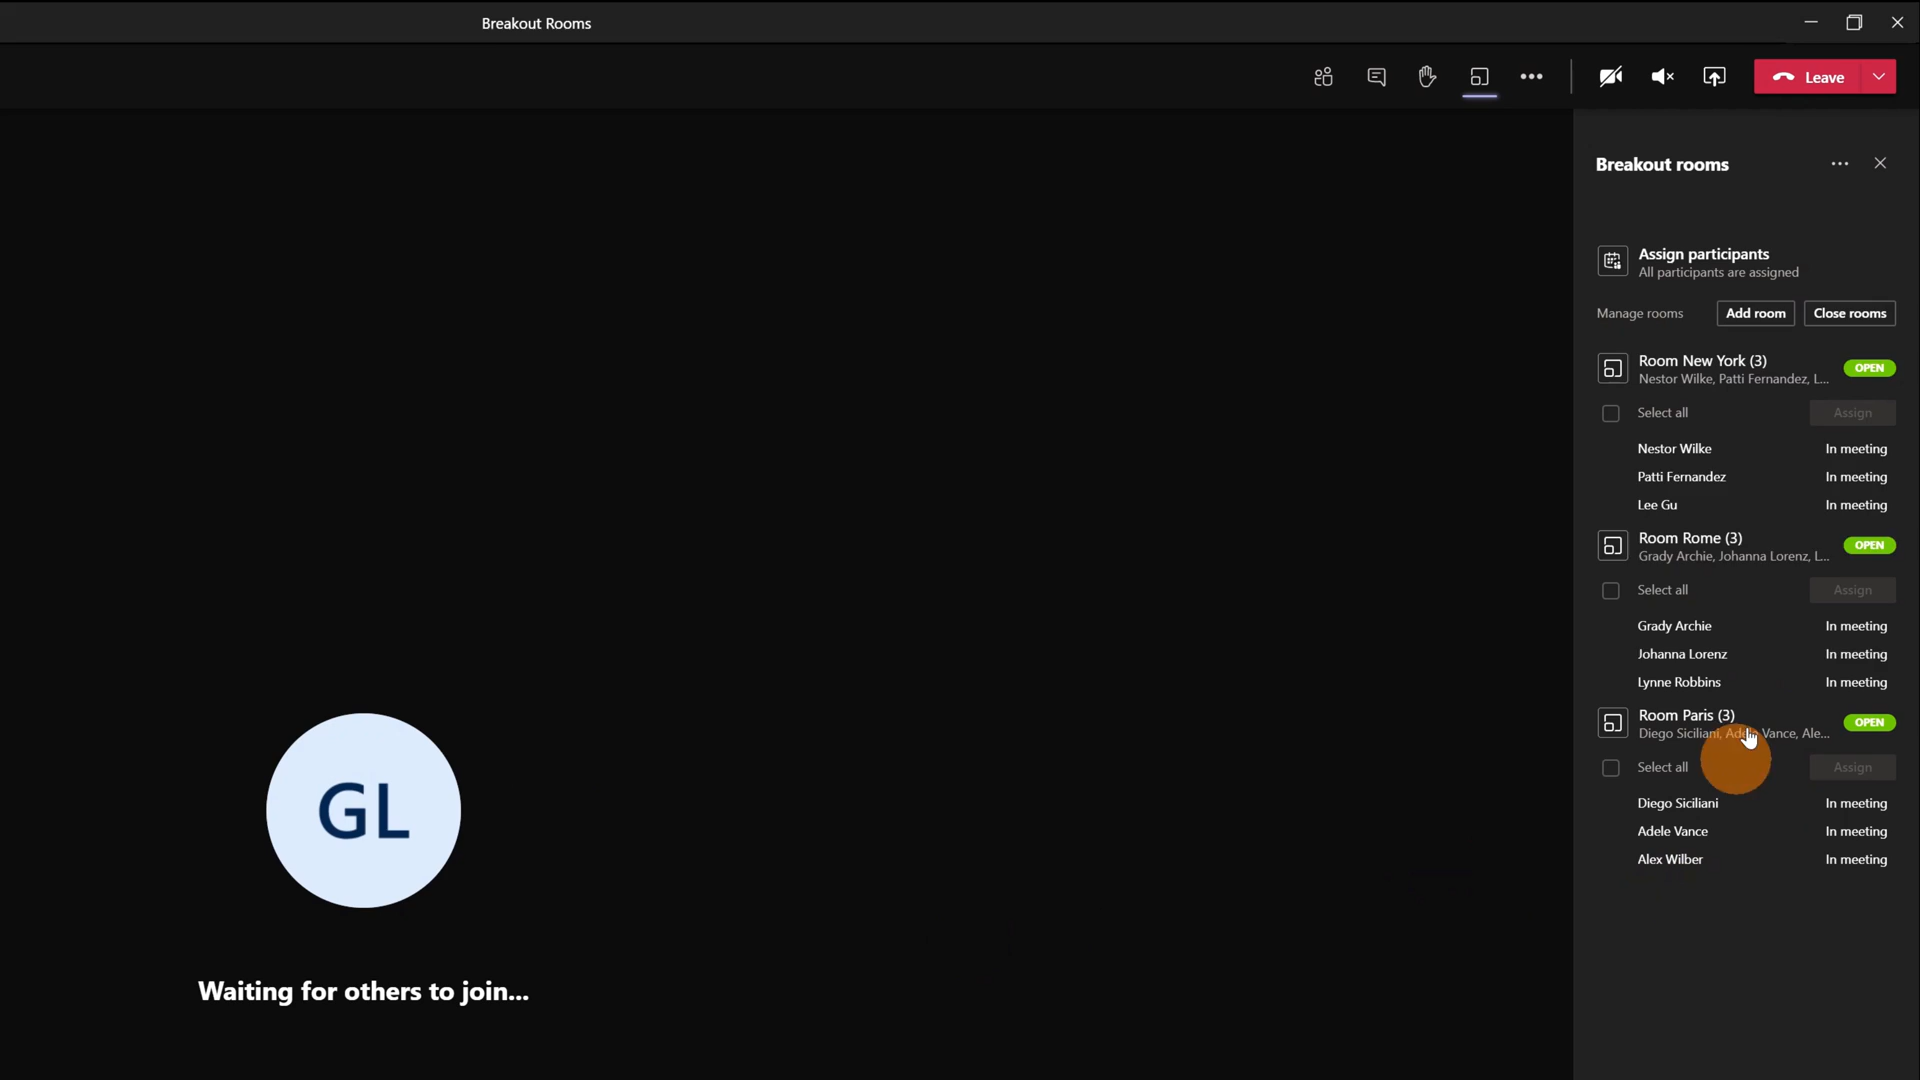 Breakout Rooms
Leave
Breakout rooms
Assign participants
All participants are assigned
Manage rooms Add room Close rooms
Room New York (3) OPEN
Nestor Wilke, Patti Fernandez, L...
Select all Assign
Nestor Wilke In meeting
Patti Fernandez In meeting
Lee Gu In meeting
Room Rome (3) OPEN
Grady Archie, Johanna Lorenz, L...
Select all Assign
Grady Archie In meeting
Johanna Lorenz In meeting
Lynne Robbins In meeting
Room Paris (3) OPEN
Diego Siciliani, Adele Vance, Ale...
Select all Assign
Diego Siciliani In meeting
Adele Vance In meeting
Alex Wilber In meeting
GL
Waiting for others to join...